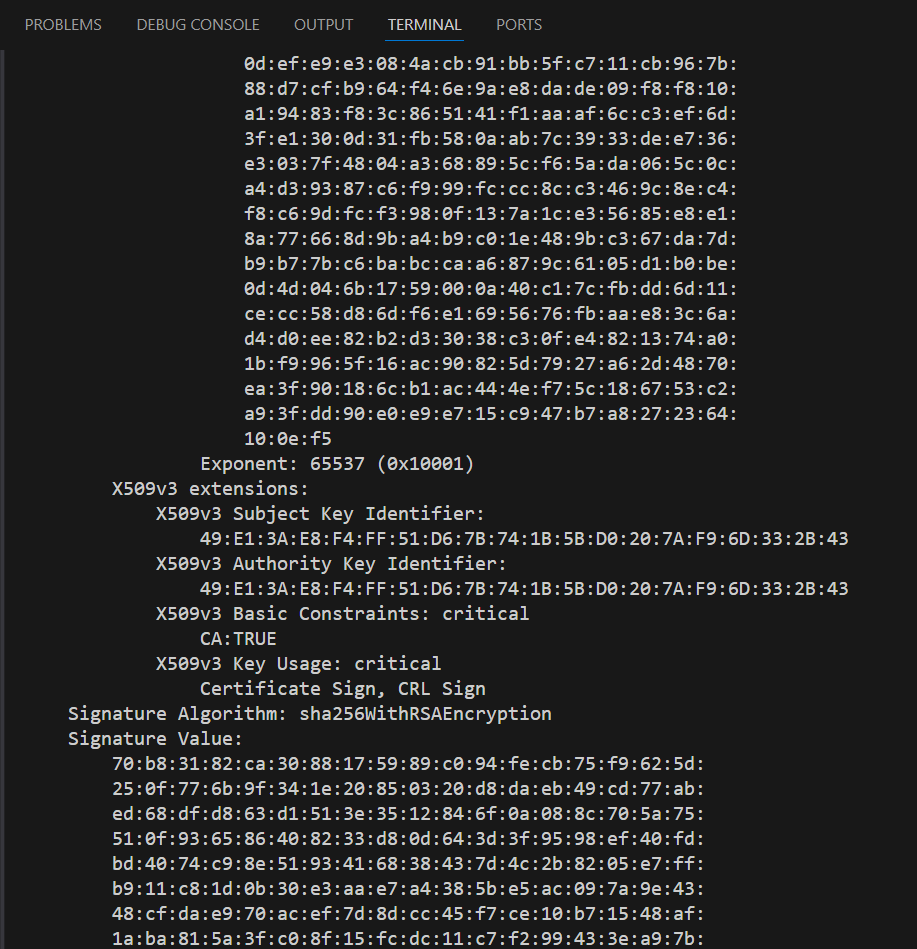 PROBLEMS DEBUG CONSOLE OUTPUT TERMINAL PORTS
0d:ef:e9:e3:08:4a:cb:91:bb:5f:c7:11:cb:96:7b:
88:d7:cf:b9:64:f4:6e:9a:e8:da:de:09:f8:f8:10:
a1:94:83:f8:3c:86:51:41:f1:aa:af:6c:c3:ef:6d:
3f:e1:30:0d:31:fb:58:0a:ab:7c:39:33:de:e7:36:
e3:03:7f:48:04:a3:68:89:5c:f6:5a:da:06:5c:0c:
a4:d3:93:87:c6:f9:99:fc:cc:8c:c3:46:9c:8e:c4:
f8:c6:9d:fc:f3:98:0f:13:7a:1c:e3:56:85:e8:e1:
8a:77:66:8d:9b:a4:b9:c0:1e:48:9b:c3:67:da:7d:
b9:b7:7b:c6:ba:bc:ca:a6:87:9c:61:05:d1:b0:be:
0d:4d:04:6b:17:59:00:0a:40:c1:7c:fb:dd:6d:11:
ce:cc:58:d8:6d:f6:e1:69:56:76:fb:aa:e8:3c:6a:
d4:d0:ee:82:b2:d3:30:38:c3:0f:e4:82:13:74:a0:
1b:f9:96:5f:16:ac:90:82:5d:79:27:a6:2d:48:70:
ea:3f:90:18:6c:b1:ac:44:4e:f7:5c:18:67:53:c2:
a9:3f:dd:90:e0:e9:e7:15:c9:47:b7:a8:27:23:64:
10:0e:f5
Exponent: 65537 (0x10001)
X509v3 extensions:
X509v3 Subject Key Identifier:
49:E1:3A:E8:F4:FF:51:D6:7B:74:1B:5B:D0:20:7A:F9:6D:33:2B:43
X509v3 Authority Key Identifier:
49:E1:3A:E8:F4:FF:51:D6:7B:74:1B:5B:D0:20:7A:F9:6D:33:2B:43
X509v3 Basic Constraints: critical
CA:TRUE
X509v3 Key Usage: critical
Certificate Sign, CRL Sign
Signature Algorithm: sha256WithRSAEncryption
Signature Value:
70:b8:31:82:ca:30:88:17:59:89:c0:94:fe:cb:75:f9:62:5d:
25:0f:77:6b:9f:34:1e:20:85:03:20:d8:da:eb:49:cd:77:ab:
ed:68:df:d8:63:d1:51:3e:35:12:84:6f:0a:08:8c:70:5a:75:
51:0f:93:65:86:40:82:33:d8:0d:64:3d:3f:95:98:ef:40:fd:
bd:40:74:c9:8e:51:93:41:68:38:43:7d:4c:2b:82:05:e7:ff:
b9:11:c8:1d:0b:30:e3:aa:e7:a4:38:5b:e5:ac:09:7a:9e:43:
48:cf:da:e9:70:ac:ef:7d:8d:cc:45:f7:ce:10:b7:15:48:af:
1a:ba:81:5a:3f:c0:8f:15:fc:dc:11:c7:f2:99:43:3e:a9:7b: